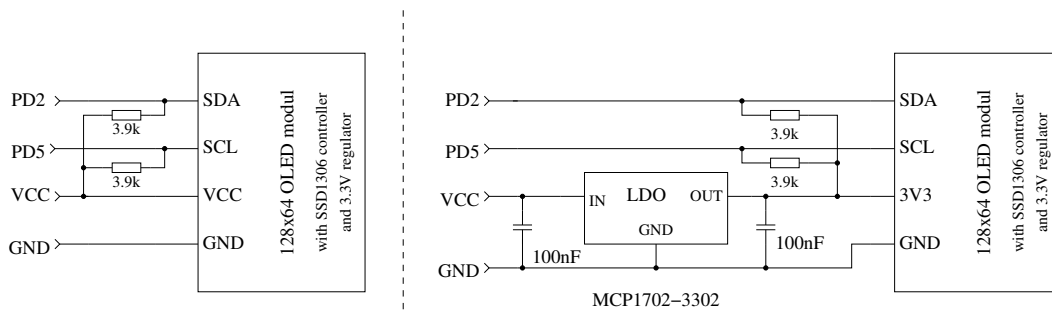 PD2
SDA
3.9k
PD5
SCL
3.9k
VCC
VCC
GND
GND
128x64 OLED modul
with SSD1306 controller
and 3.3V regulator
PD2
SDA
3.9k
PD5
SCL
3.9k
VCC
IN
LDO
OUT
GND
3V3
100nF
100nF
GND
GND
MCP1702−3302
128x64 OLED modul
with SSD1306 controller
and 3.3V regulator